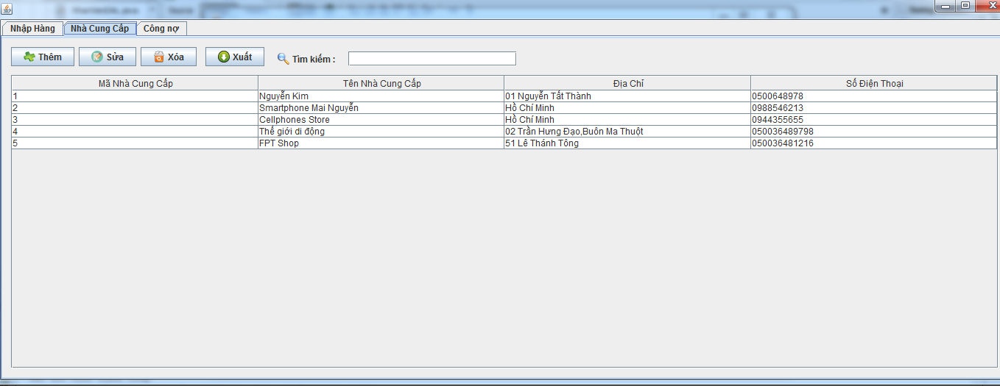 Nhập Hàng Nhà Cung Cấp Công nợ
Thêm Sửa Xóa Xuất Tìm kiếm :
Mã Nhà Cung Cấp Tên Nhà Cung Cấp Địa Chỉ Số Điện Thoại
1 Nguyễn Kim 01 Nguyễn Tất Thành 0500648978
2 Smartphone Mai Nguyễn Hồ Chí Minh 0988546213
3 Cellphones Store Hồ Chí Minh 0944355655
4 Thế giới di động 02 Trần Hưng Đạo,Buôn Ma Thuột 050036489798
5 FPT Shop 51 Lê Thánh Tông 050036481216